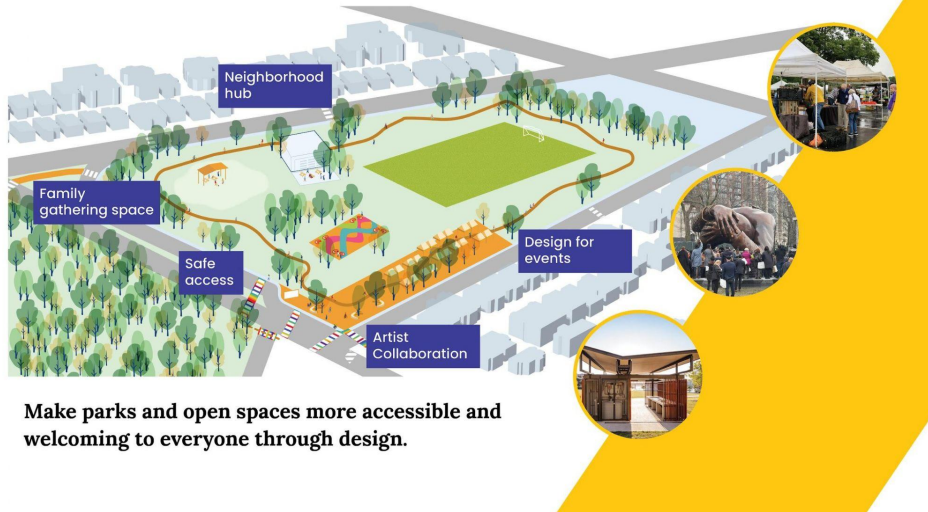 Neighborhood
hub
Family
gathering space
Safe
access
Design for
events
Artist
Collaboration
Make parks and open spaces more accessible and
welcoming to everyone through design.